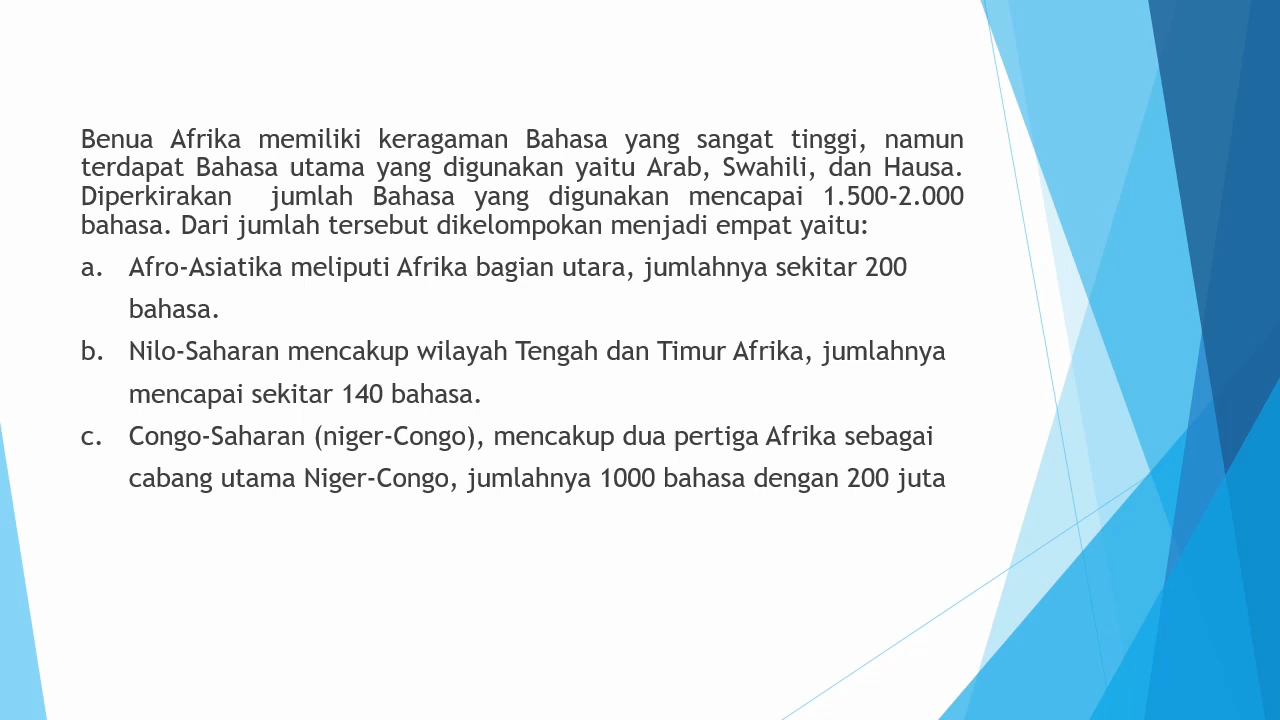 Benua Afrika memiliki keragaman Bahasa yang sangat tinggi, namun
terdapat Bahasa utama yang digunakan yaitu Arab, Swahili, dan Hausa.
Diperkirakan jumlah Bahasa yang digunakan mencapai 1.500-2.000
bahasa. Dari jumlah tersebut dikelompokan menjadi empat yaitu:
a. Afro-Asiatika meliputi Afrika bagian utara, jumlahnya sekitar 200
bahasa.
b. Nilo-Saharan mencakup wilayah Tengah dan Timur Afrika, jumlahnya
mencapai sekitar 140 bahasa.
c. Congo-Saharan (niger-Congo), mencakup dua pertiga Afrika sebagai
cabang utama Niger-Congo, jumlahnya 1000 bahasa dengan 200 juta